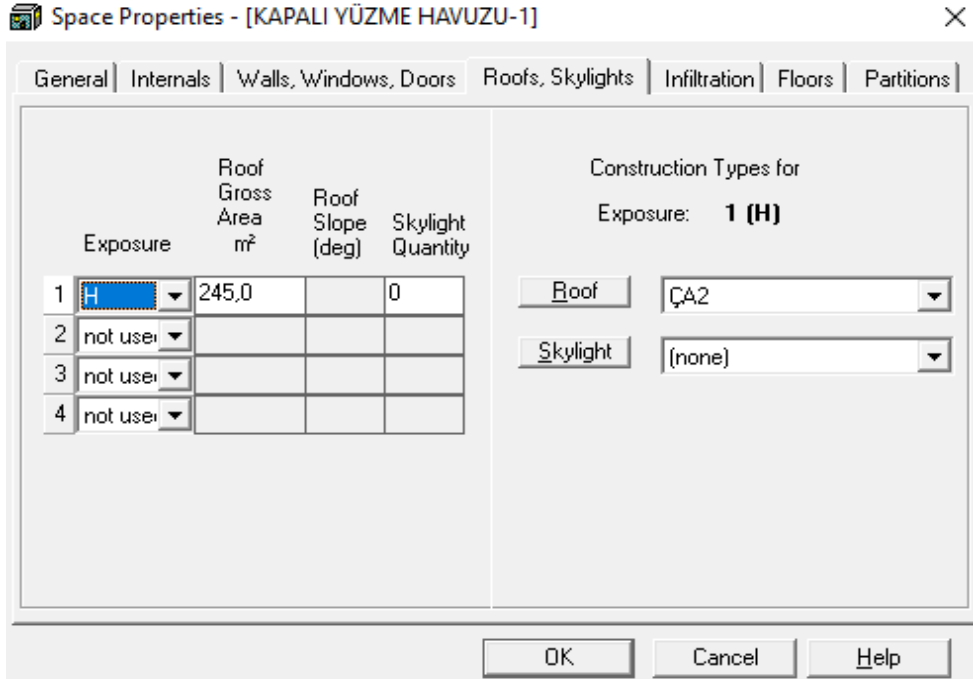 Space Properties - [KAPALI YÜZME HAVUZU-1]
General Internals Walls, Windows, Doors Roofs, Skylights Infiltration Floors Partitions
Exposure
Roof
Gross
Area
m²
Roof
Slope
(deg)
Skylight
Quantity
1 H 245,0 0
2 not use
3 not use
4 not use
Construction Types for
Exposure: 1 (H)
Roof ÇA2
Skylight (none)
OK Cancel Help